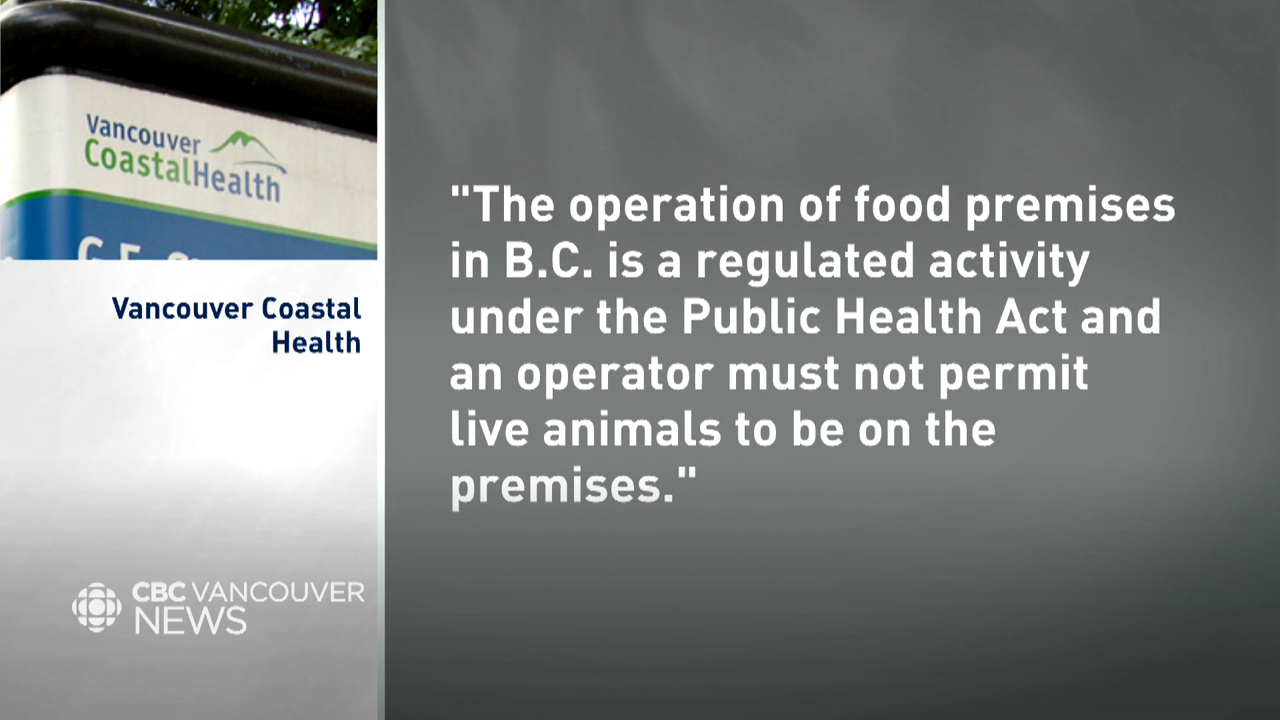 Vancouver
CoastalHealth
Vancouver Coastal
Health
CBC VANCOUVER
NEWS
"The operation of food premises
in B.C. is a regulated activity
under the Public Health Act and
an operator must not permit
live animals to be on the
premises."